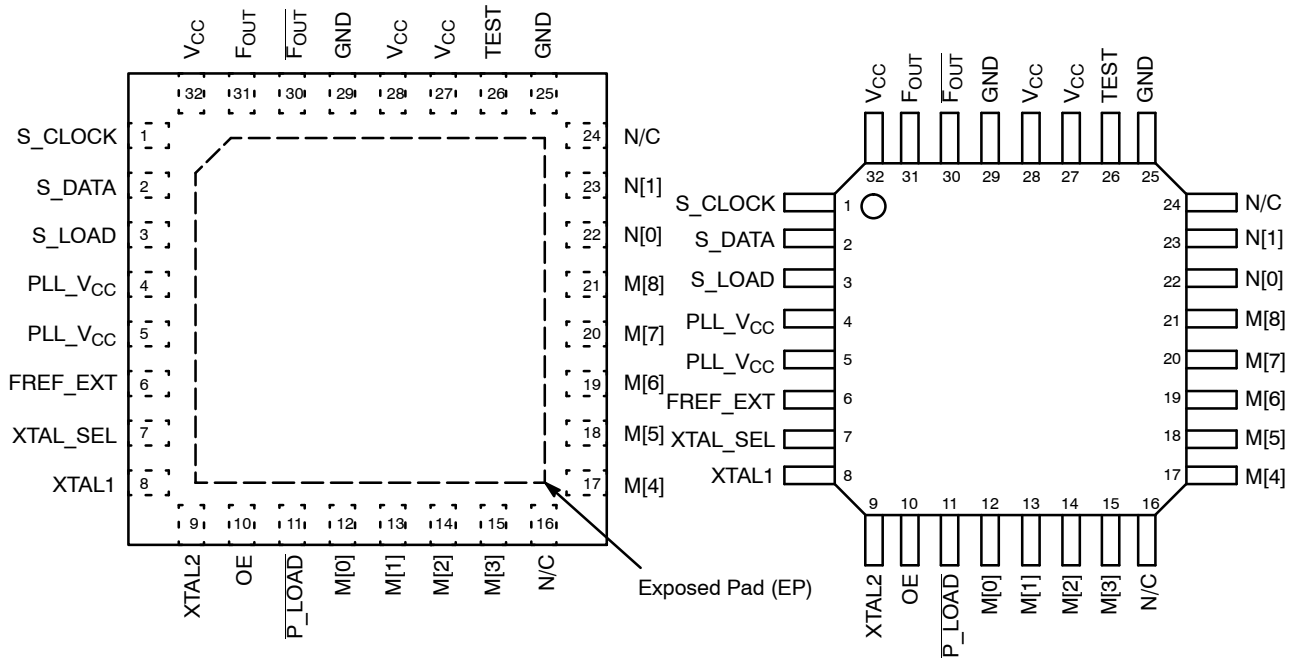 VCC FOUT FOUT GND VCC VCC TEST GND
32 31 30 29 28 27 26 25
S_CLOCK 1 24 N/C
S_DATA 2 23 N[1]
S_LOAD 3 22 N[0]
PLL_VCC 4 21 M[8]
PLL_VCC 5 20 M[7]
FREF_EXT 6 19 M[6]
XTAL_SEL 7 18 M[5]
XTAL1 8 17 M[4]
9 10 11 12 13 14 15 16
XTAL2 OE P_LOAD M[0] M[1] M[2] M[3] N/C
Exposed Pad (EP)
VCC FOUT FOUT GND VCC VCC TEST GND
32 31 30 29 28 27 26 25
S_CLOCK 1 24 N/C
S_DATA 2 23 N[1]
S_LOAD 3 22 N[0]
PLL_VCC 4 21 M[8]
PLL_VCC 5 20 M[7]
FREF_EXT 6 19 M[6]
XTAL_SEL 7 18 M[5]
XTAL1 8 17 M[4]
9 10 11 12 13 14 15 16
XTAL2 OE P_LOAD M[0] M[1] M[2] M[3] N/C